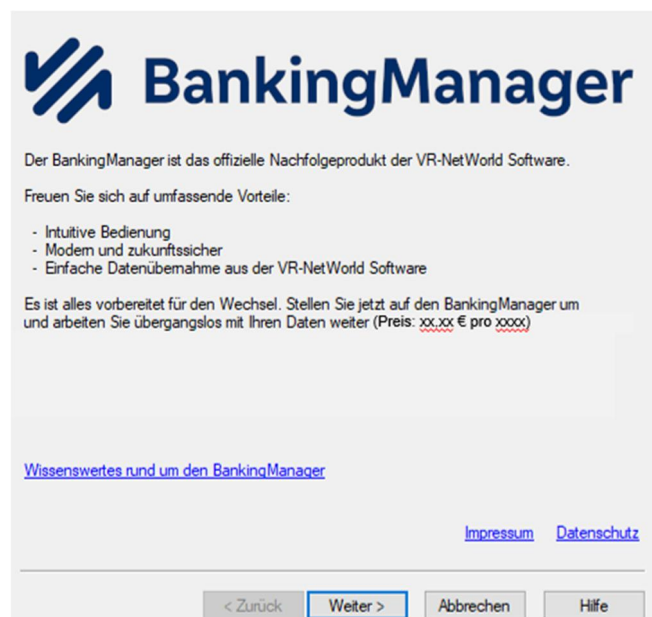 BankingManager
Der BankingManager ist das offizielle Nachfolgeprodukt der VR-NetWorld Software.
Freuen Sie sich auf umfassende Vorteile:
- Intuitive Bedienung
- Modern und zukunftssicher
- Einfache Datenübernahme aus der VR-NetWorld Software
Es ist alles vorbereitet für den Wechsel. Stellen Sie jetzt auf den BankingManager um
und arbeiten Sie übergangslos mit Ihren Daten weiter (Preis: xx,xx € pro xxxx)
Wissenswertes rund um den BankingManager
Impressum Datenschutz
< Zurück Weiter > Abbrechen Hilfe